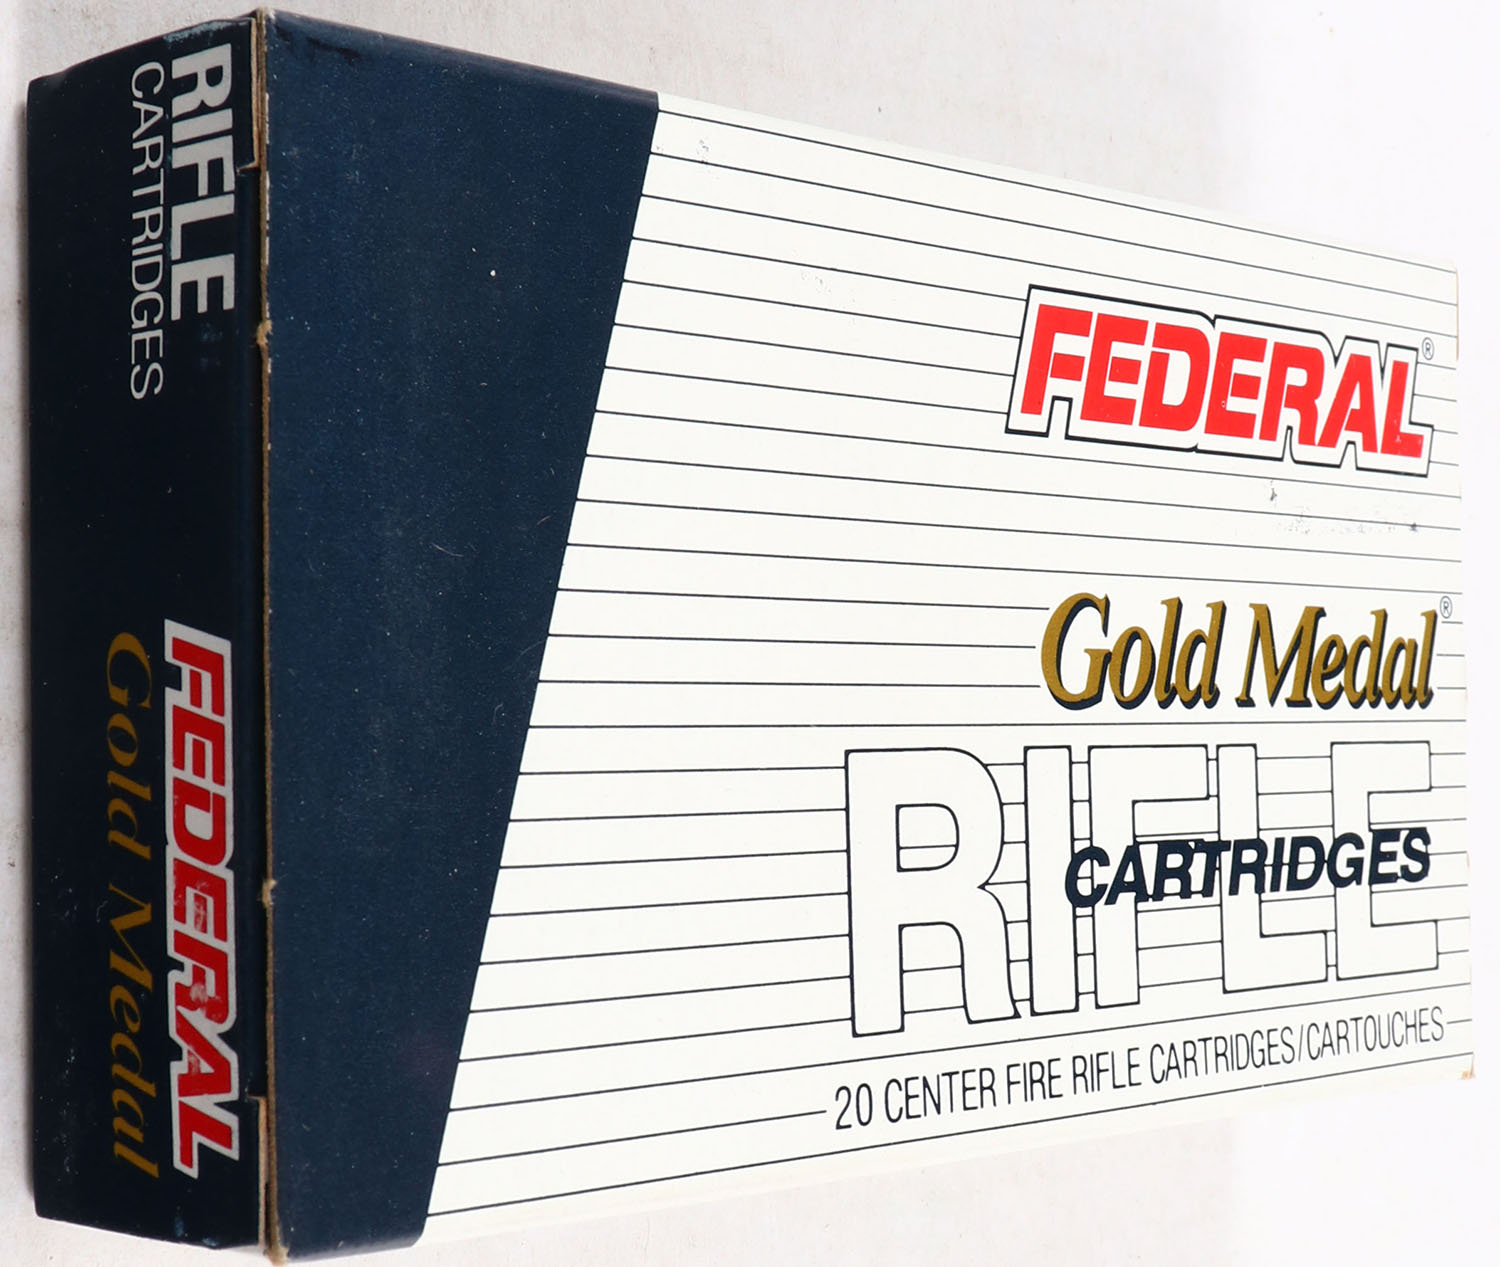 FEDERAL®
Gold Medal®
RIFLE
CARTRIDGES
20 CENTER FIRE RIFLE CARTRIDGES/CARTOUCHES
RIFLE
CARTRIDGES
FEDERAL
Gold Medal